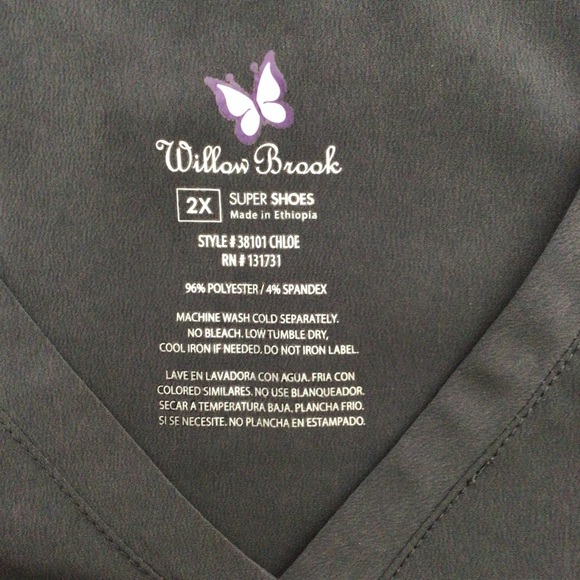 Willow Brook
2X
SUPER SHOES
Made in Ethiopia
STYLE # 38101 CHLOE
RN # 131731
96% POLYESTER / 4% SPANDEX
MACHINE WASH COLD SEPARATELY.
NO BLEACH. LOW TUMBLE DRY,
COOL IRON IF NEEDED. DO NOT IRON LABEL.
LAVE EN LAVADORA CON AGUA. FRIA CON
COLORED SIMILARES. NO USE BLANQUEADOR.
SECAR A TEMPERATURA BAJA. PLANCHA FRIO.
SI SE NECESITE. NO PLANCHA EN ESTAMPADO.